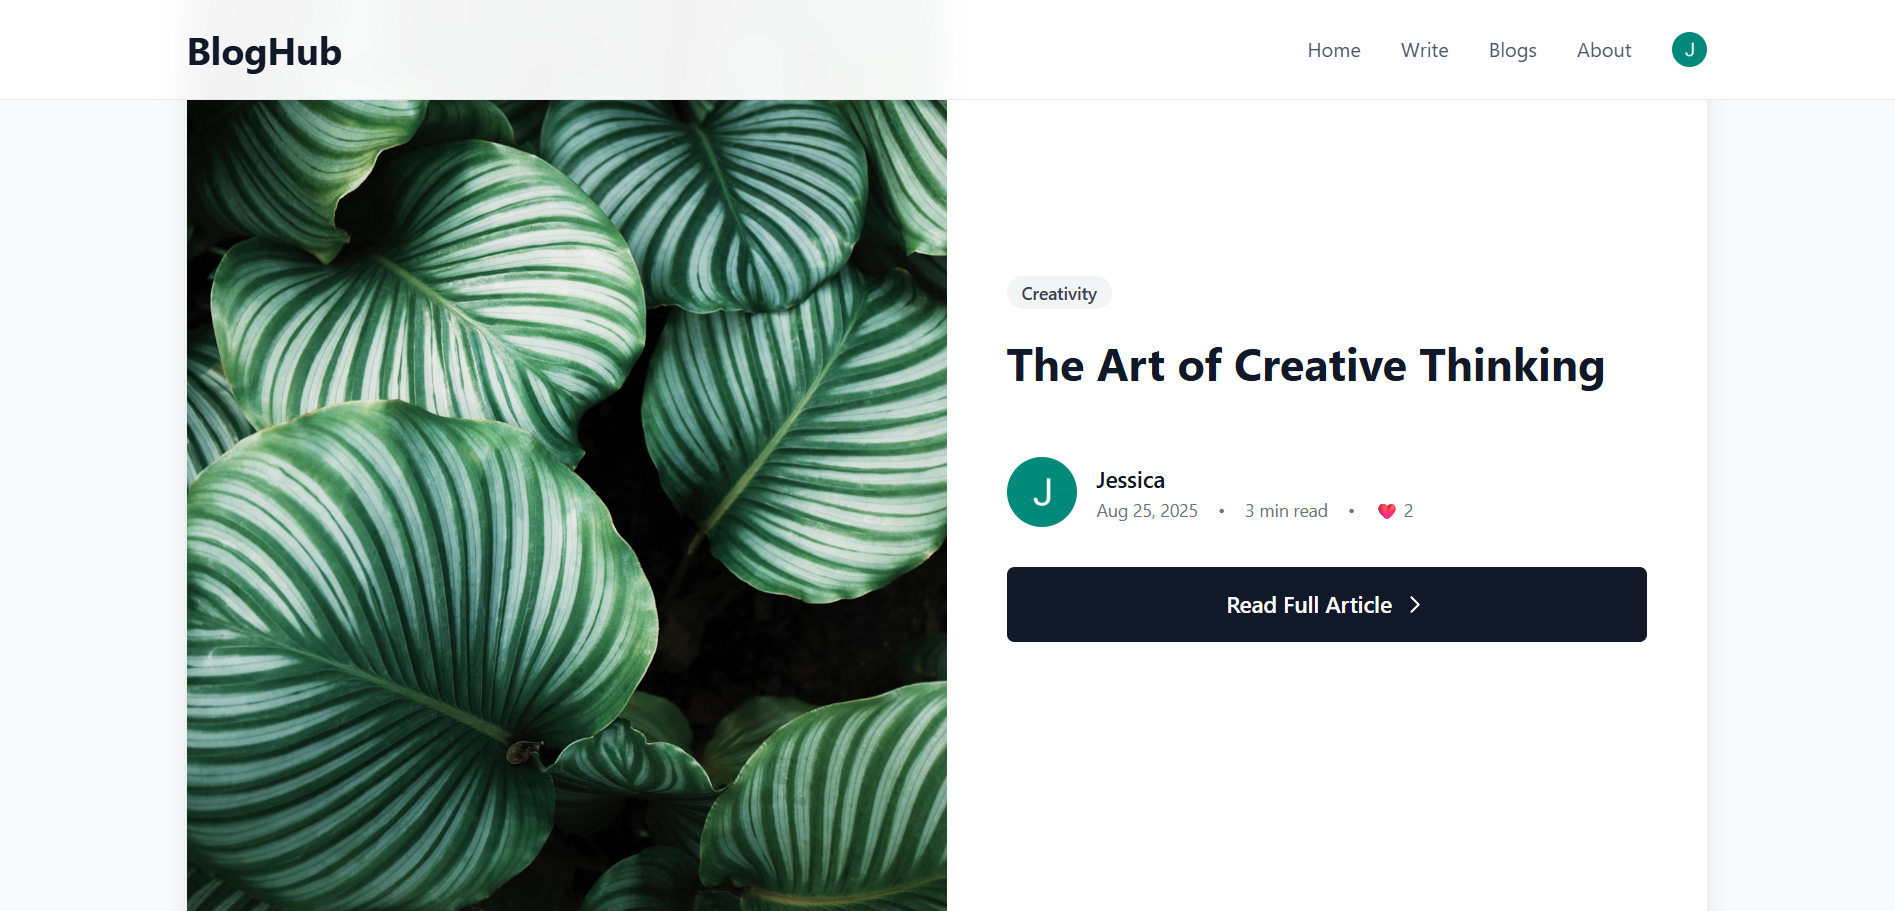 BlogHub
Home
Write
Blogs
About
J
Creativity
The Art of Creative Thinking
J
Jessica
Aug 25, 2025 • 3 min read • ❤️ 2
Read Full Article